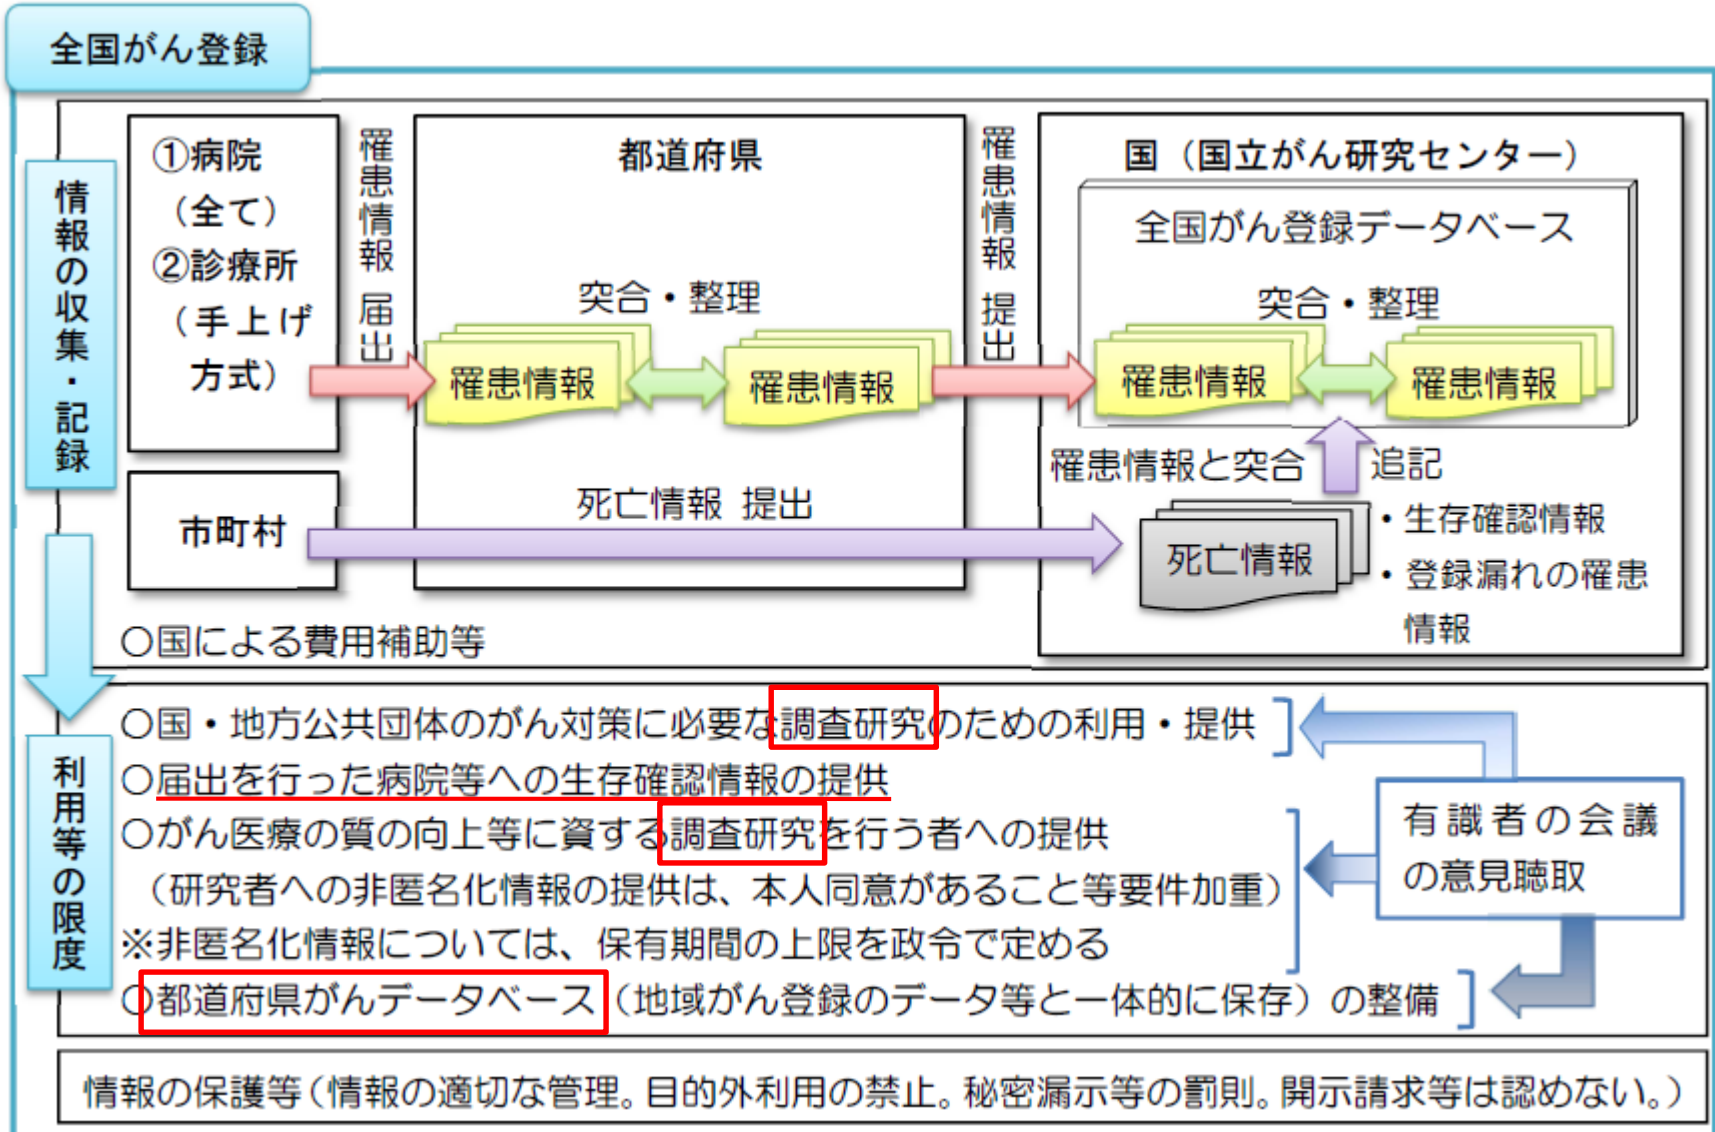 全国がん登録
情報の収集・記録
①病院
（全て）
②診療所
（手上げ
方式）
罹患情報 届出
都道府県
突合・整理
罹患情報
罹患情報
罹患情報 提出
国（国立がん研究センター）
全国がん登録データベース
突合・整理
罹患情報
罹患情報
罹患情報と突合
追記
市町村
死亡情報 提出
死亡情報
・生存確認情報
・登録漏れの罹患
情報
○国による費用補助等
利用等の限度
○国・地方公共団体のがん対策に必要な調査研究のための利用・提供
○届出を行った病院等への生存確認情報の提供
○がん医療の質の向上等に資する調査研究を行う者への提供
（研究者への非匿名化情報の提供は、本人同意があること等要件加重）
※非匿名化情報については、保有期間の上限を政令で定める
○都道府県がんデータベース（地域がん登録のデータ等と一体的に保存）の整備
有識者の会議
の意見聴取
情報の保護等（情報の適切な管理。目的外利用の禁止。秘密漏示等の罰則。開示請求等は認めない。）